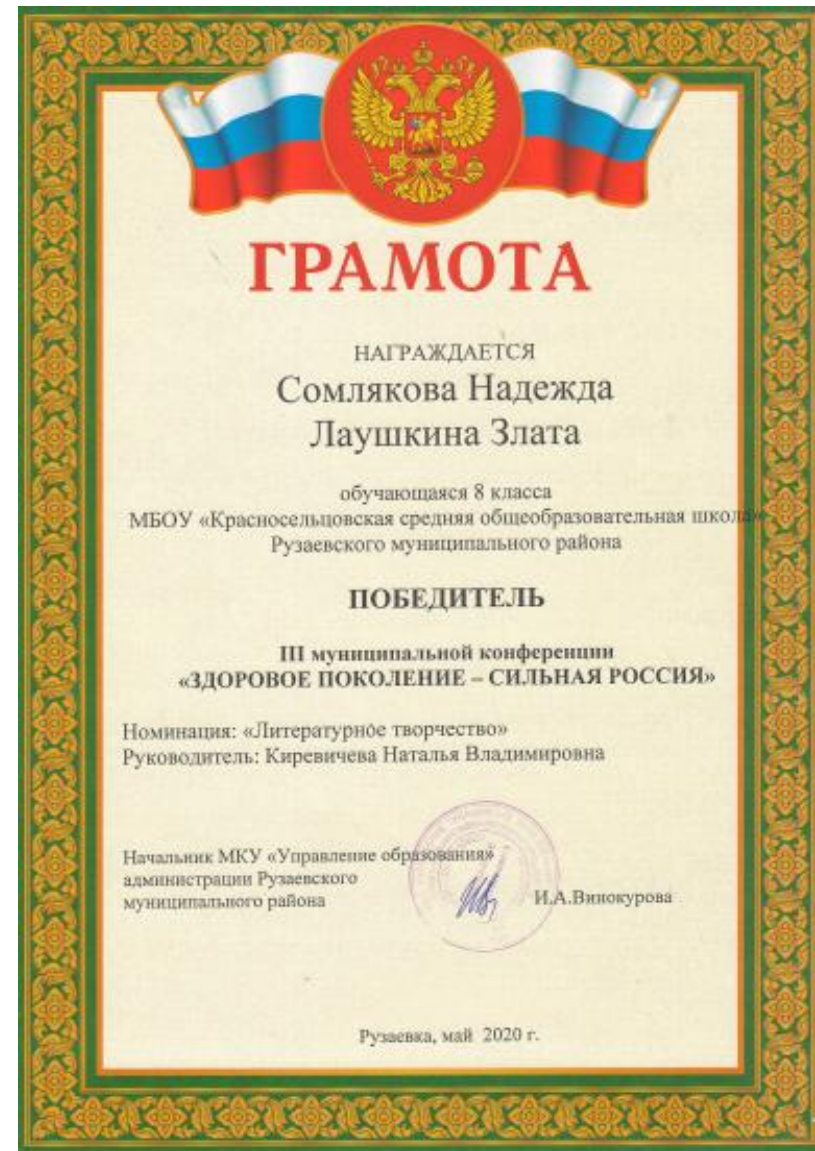 ГРАМОТА
НАГРАЖДАЕТСЯ
Сомлякова Надежда
Лаушкина Злата
обучающаяся 8 класса
МБОУ «Красносельцовская средняя общеобразовательная школа»
Рузаевского муниципального района
ПОБЕДИТЕЛЬ
III муниципальной конференции
«ЗДОРОВОЕ ПОКОЛЕНИЕ – СИЛЬНАЯ РОССИЯ»
Номинация: «Литературное творчество»
Руководитель: Киревичева Наталья Владимировна
Начальник МКУ «Управление образования»
администрации Рузаевского
муниципального района И.А.Винокурова
Рузаевка, май 2020 г.